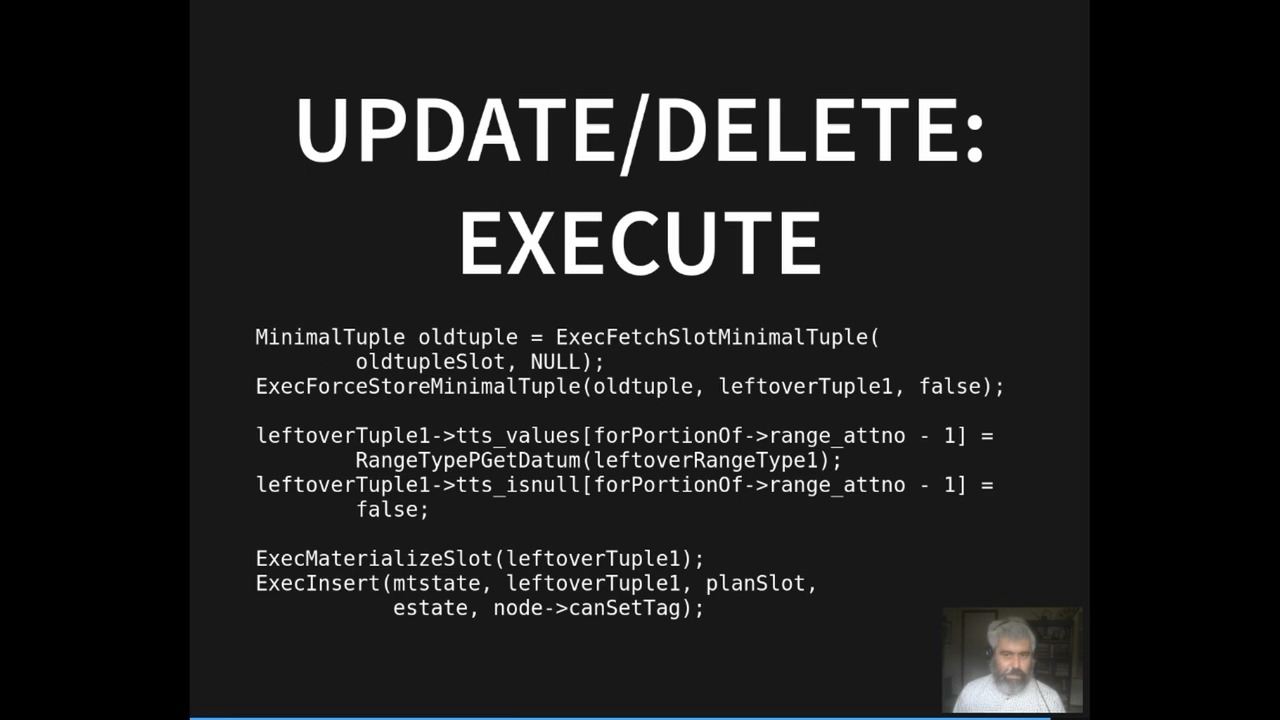 UPDATE/DELETE:
EXECUTE
MinimalTuple oldtuple = ExecFetchSlotMinimalTuple(
oldtupleSlot, NULL);
ExecForceStoreMinimalTuple(oldtuple, leftoverTuple1, false);
leftoverTuple1->tts_values[forPortionOf->range_attno - 1] =
RangeTypePGetDatum(leftoverRangeType1);
leftoverTuple1->tts_isnull[forPortionOf->range_attno - 1] =
false;
ExecMaterializeSlot(leftoverTuple1);
ExecInsert(mtstate, leftoverTuple1, planSlot,
estate, node->canSetTag);